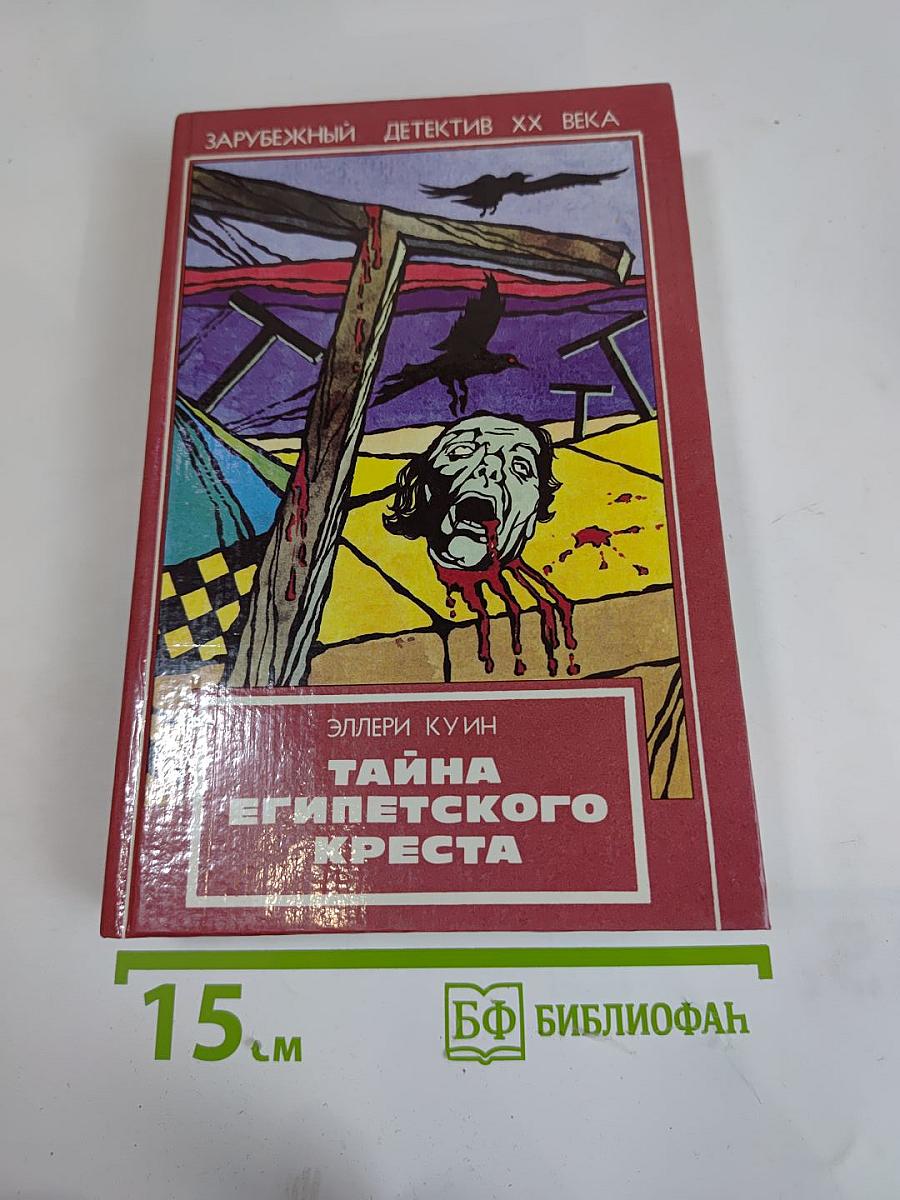 ЗАРУБЕЖНЫЙ ДЕТЕКТИВ XX ВЕКА
ЭЛЛЕРИ КУИН
ТАЙНА
ЕГИПЕТСКОГО
КРЕСТА
15 см
БФ БИБЛИОФАН